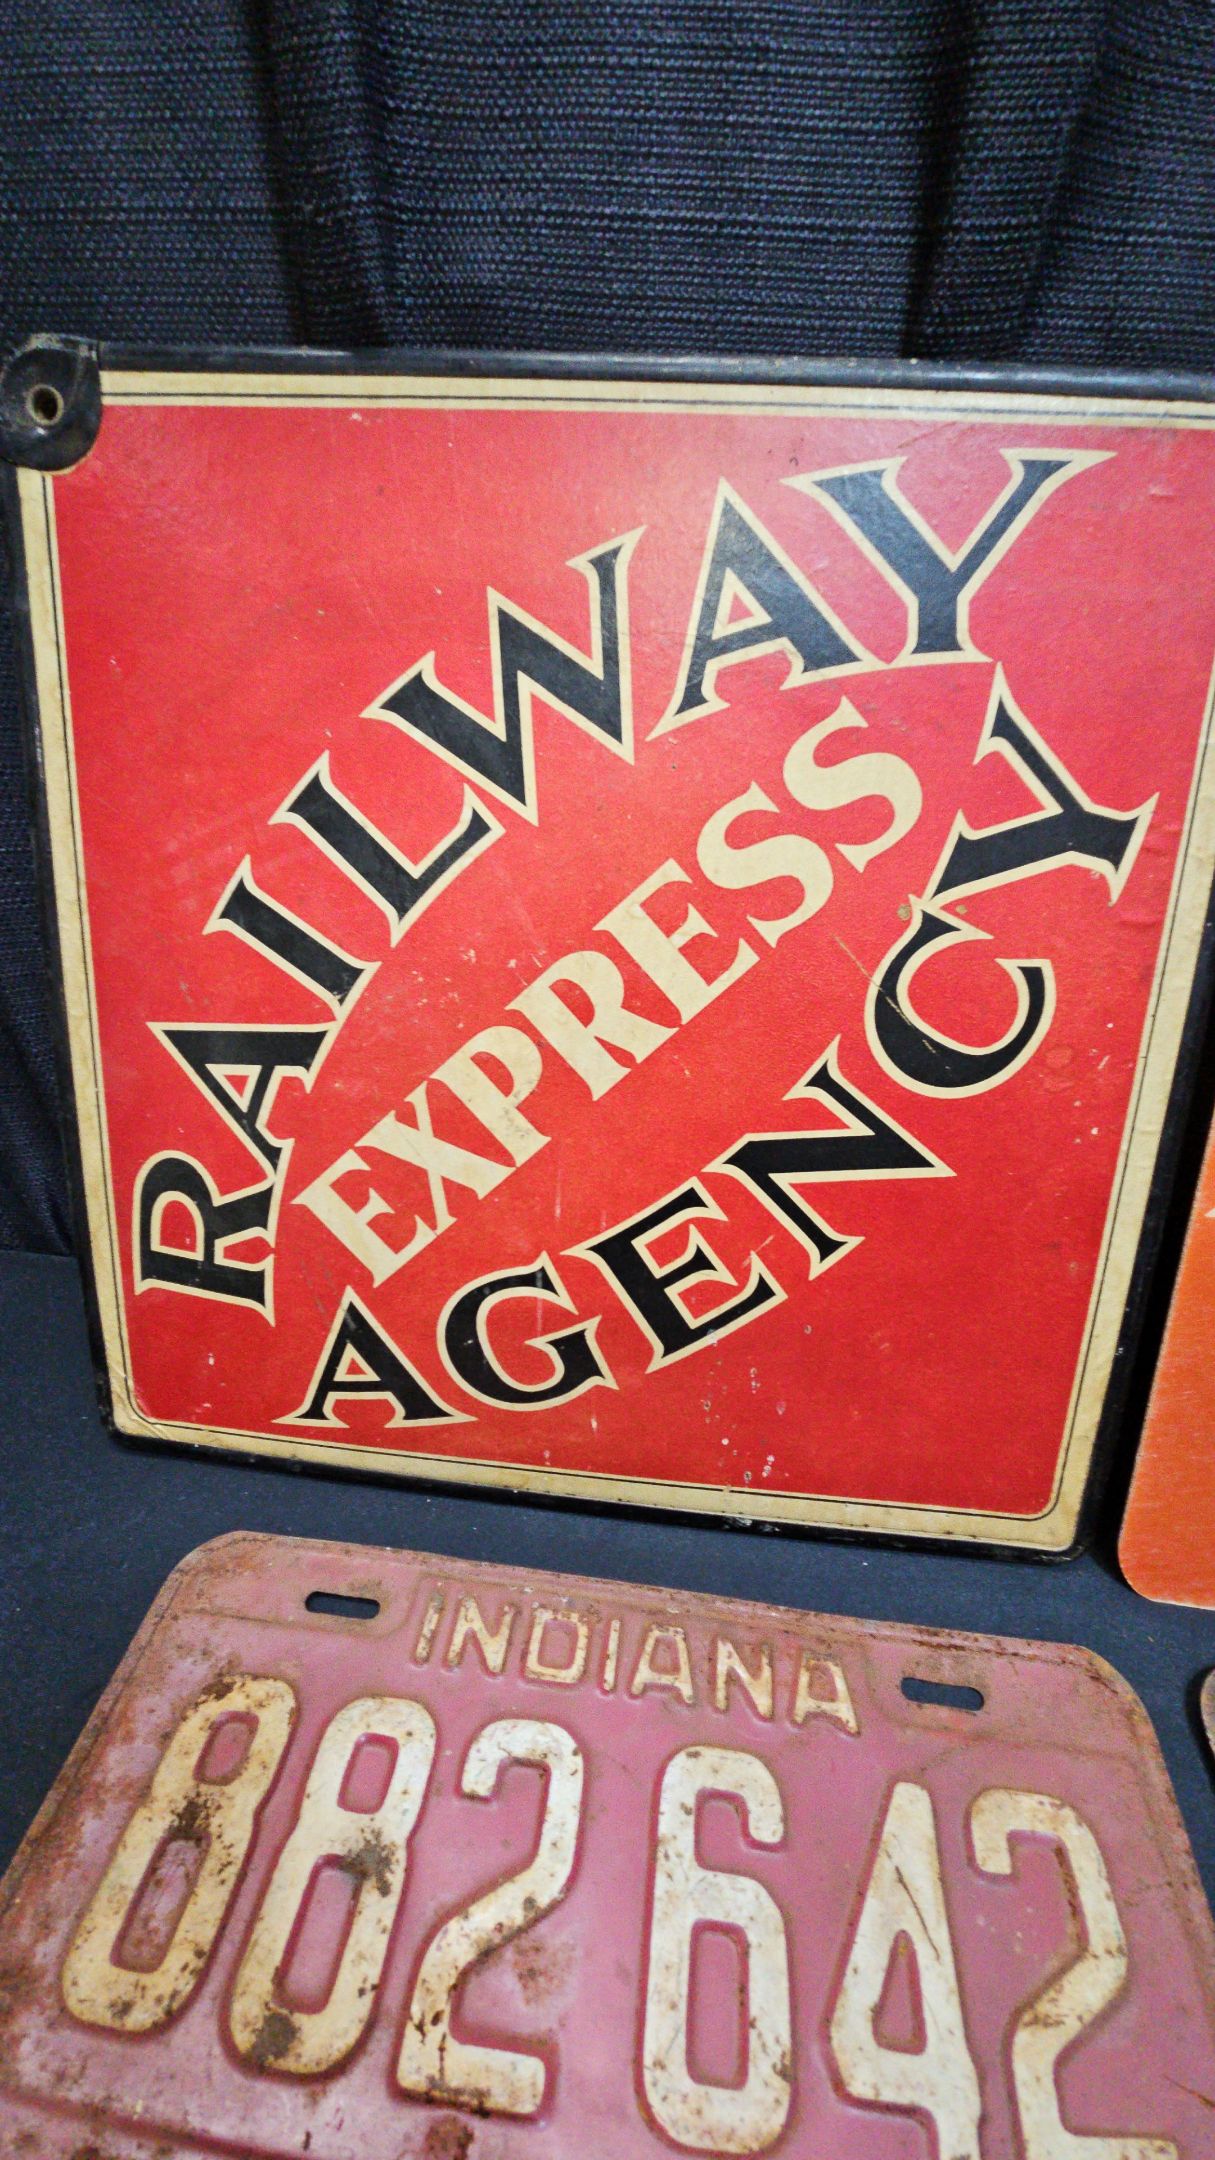 RAILWAY
EXPRESS
AGENCY
INDIANA
882 642